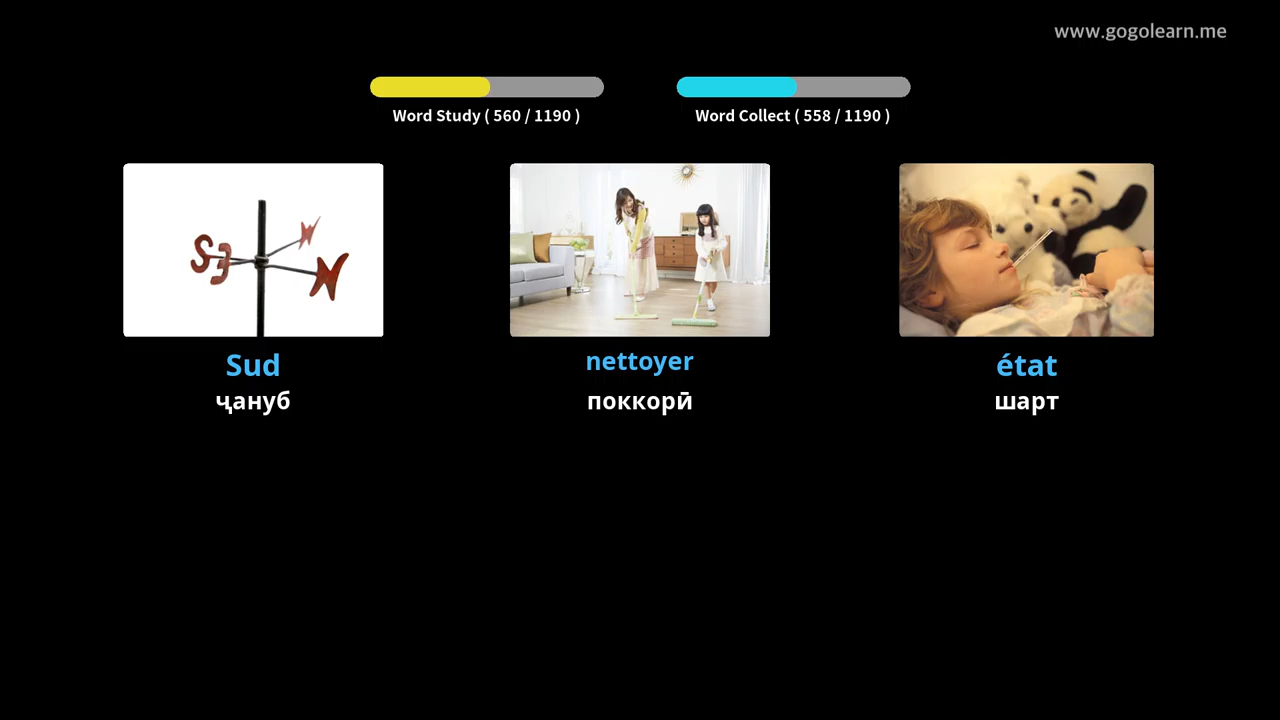 www.gogolearn.me
Word Study ( 560 / 1190 )
Word Collect ( 558 / 1190 )
S
E
N
Sud
nettoyer
état
ҷануб
поккорӣ
шарт